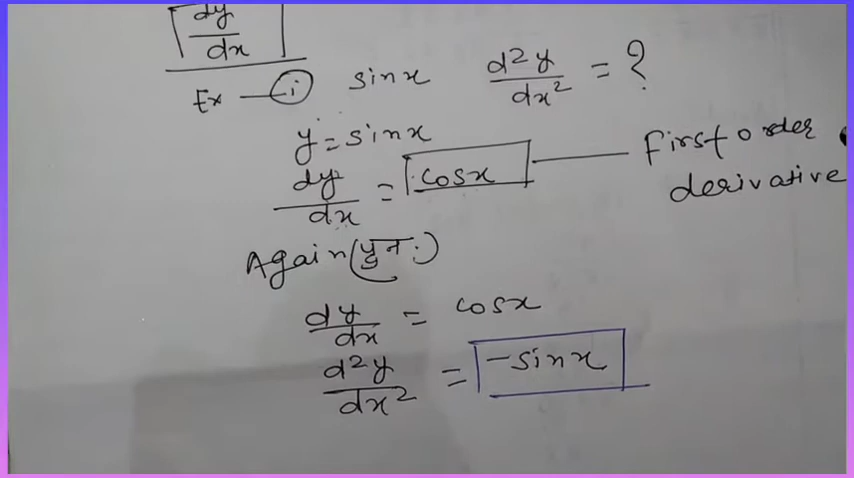 dy/dx
Ex — (i) sinx d²y/dx² = ?
y = sinx
dy/dx = cosx — First order derivative
Again (पुन:)
dy/dx = cosx
d²y/dx² = -sinx